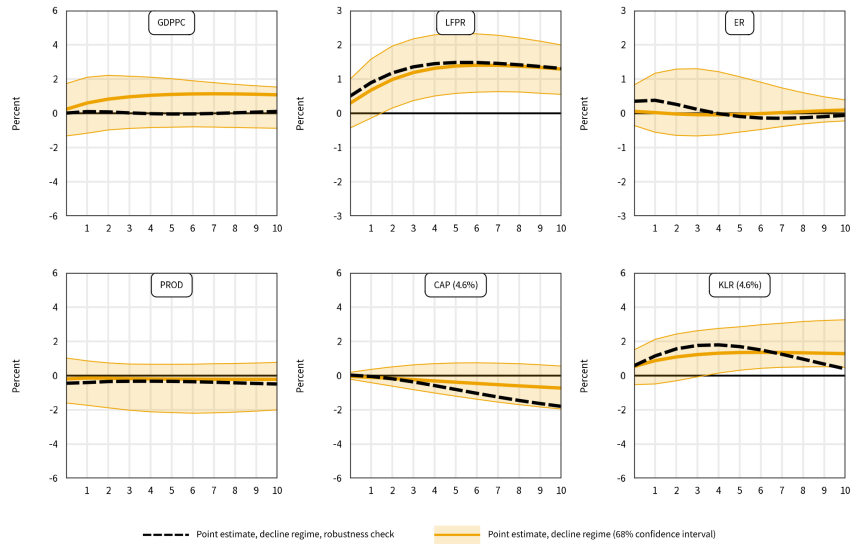 GDPPC
LFPR
ER
Percent
6
4
2
0
-2
-4
-6
1 2 3 4 5 6 7 8 9 10
Percent
3
2
1
0
-1
-2
-3
1 2 3 4 5 6 7 8 9 10
Percent
3
2
1
0
-1
-2
-3
1 2 3 4 5 6 7 8 9 10
PROD
CAP (4.6%)
KLR (4.6%)
Percent
6
4
2
0
-2
-4
-6
1 2 3 4 5 6 7 8 9 10
Percent
6
4
2
0
-2
-4
-6
1 2 3 4 5 6 7 8 9 10
Percent
6
4
2
0
-2
-4
-6
1 2 3 4 5 6 7 8 9 10
Point estimate, decline regime, robustness check
Point estimate, decline regime (68% confidence interval)